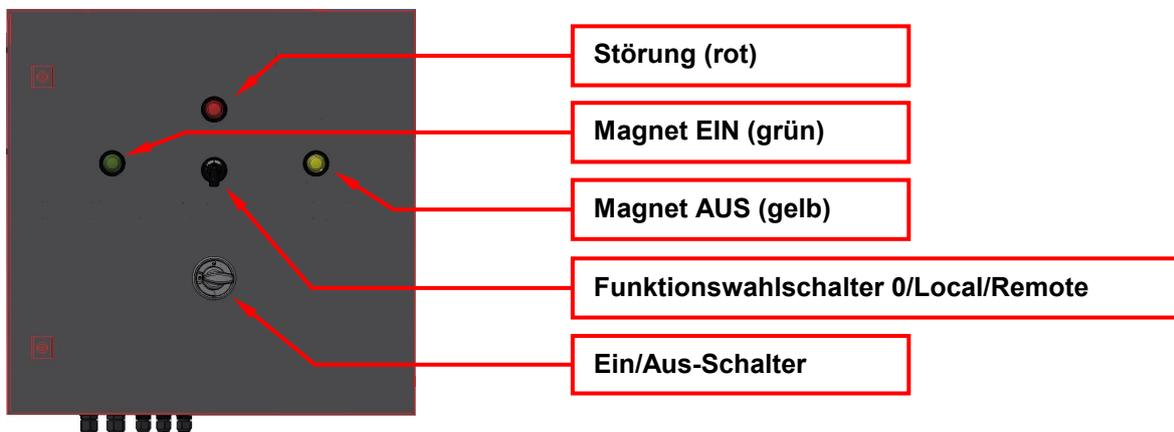 Störung (rot)
Magnet EIN (grün)
Magnet AUS (gelb)
Funktionswahlschalter 0/Local/Remote
Ein/Aus-Schalter